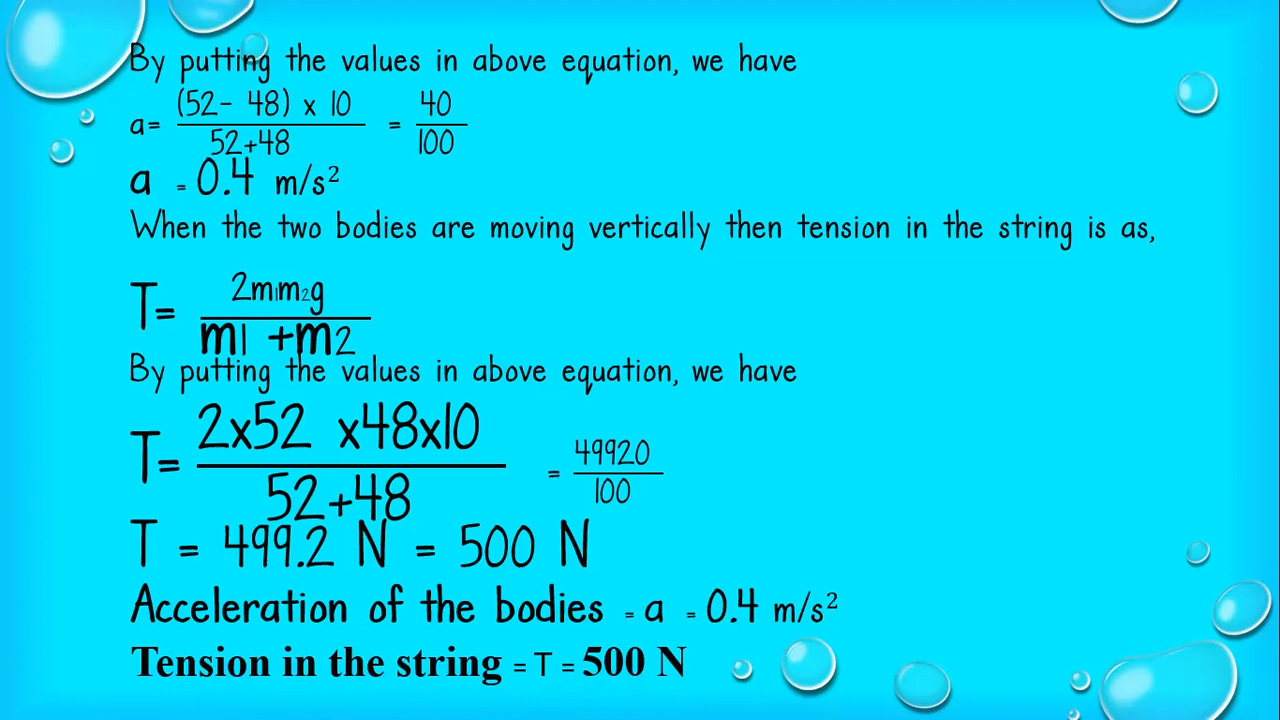 By putting the values in above equation, we have
a= (52- 48) x 10 / 52+48 = 40 / 100
a = 0.4 m/s²
When the two bodies are moving vertically then tension in the string is as,
T= 2m₁m₂g / m1 +m2
By putting the values in above equation, we have
T= 2x52 x48x10 / 52+48 = 49920 / 100
T = 499.2 N = 500 N
Acceleration of the bodies = a = 0.4 m/s²
Tension in the string = T = 500 N